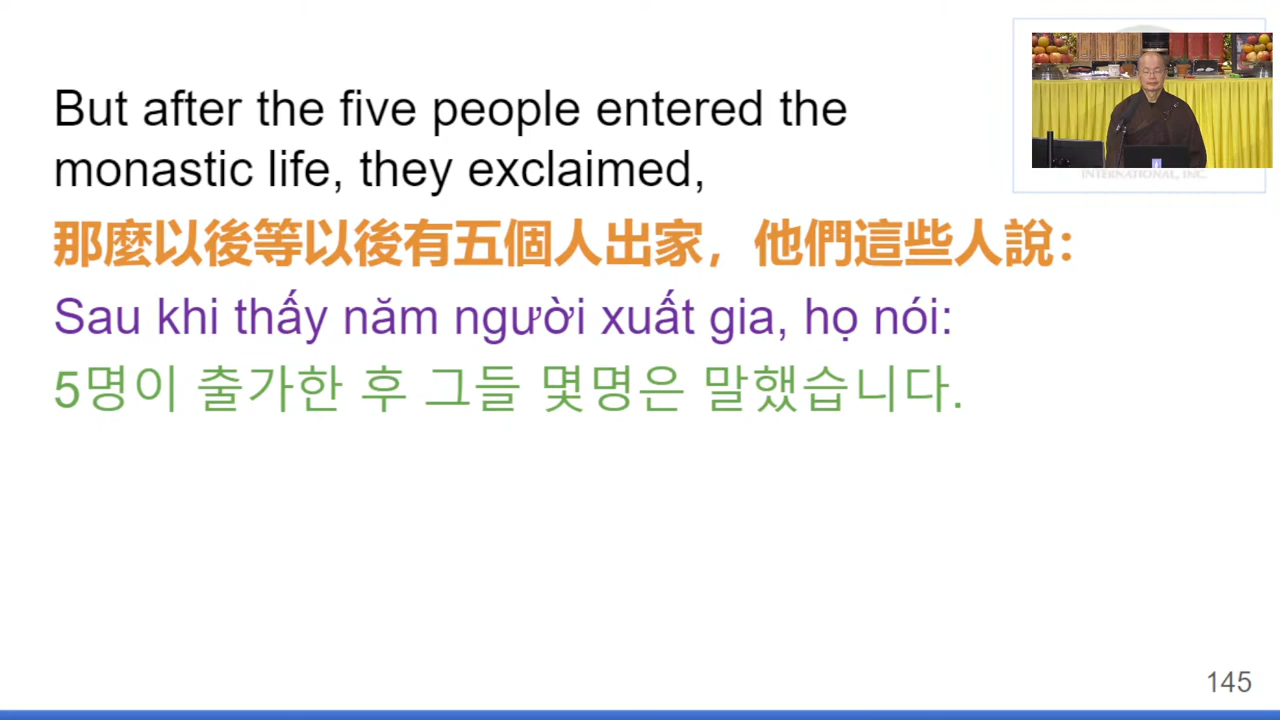 But after the five people entered the
monastic life, they exclaimed,
那麼以後等以後有五個人出家，他們這些人說：
Sau khi thấy năm người xuất gia, họ nói:
5명이 출가한 후 그들 몇명은 말했습니다.
INTERNATIONAL, INC.
145